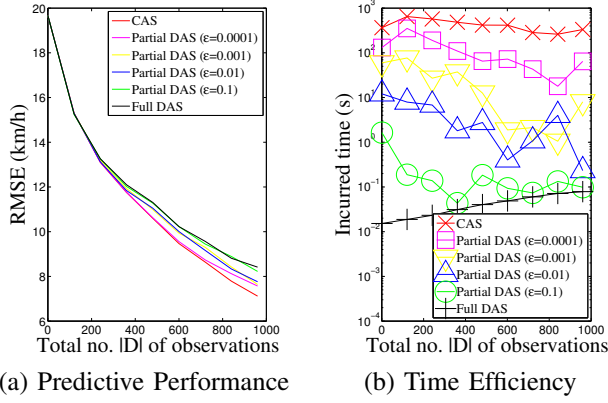 20
18
16
14
12
10
8
6
RMSE (km/h)
CAS
Partial DAS (ε=0.0001)
Partial DAS (ε=0.001)
Partial DAS (ε=0.01)
Partial DAS (ε=0.1)
Full DAS
0 200 400 600 800 1000
Total no. |D| of observations
(a) Predictive Performance
10³
10²
10¹
10⁰
10⁻¹
10⁻²
10⁻³
10⁻⁴
Incurred time (s)
CAS
Partial DAS (ε=0.0001)
Partial DAS (ε=0.001)
Partial DAS (ε=0.01)
Partial DAS (ε=0.1)
Full DAS
0 200 400 600 800 1000
Total no. |D| of observations
(b) Time Efficiency